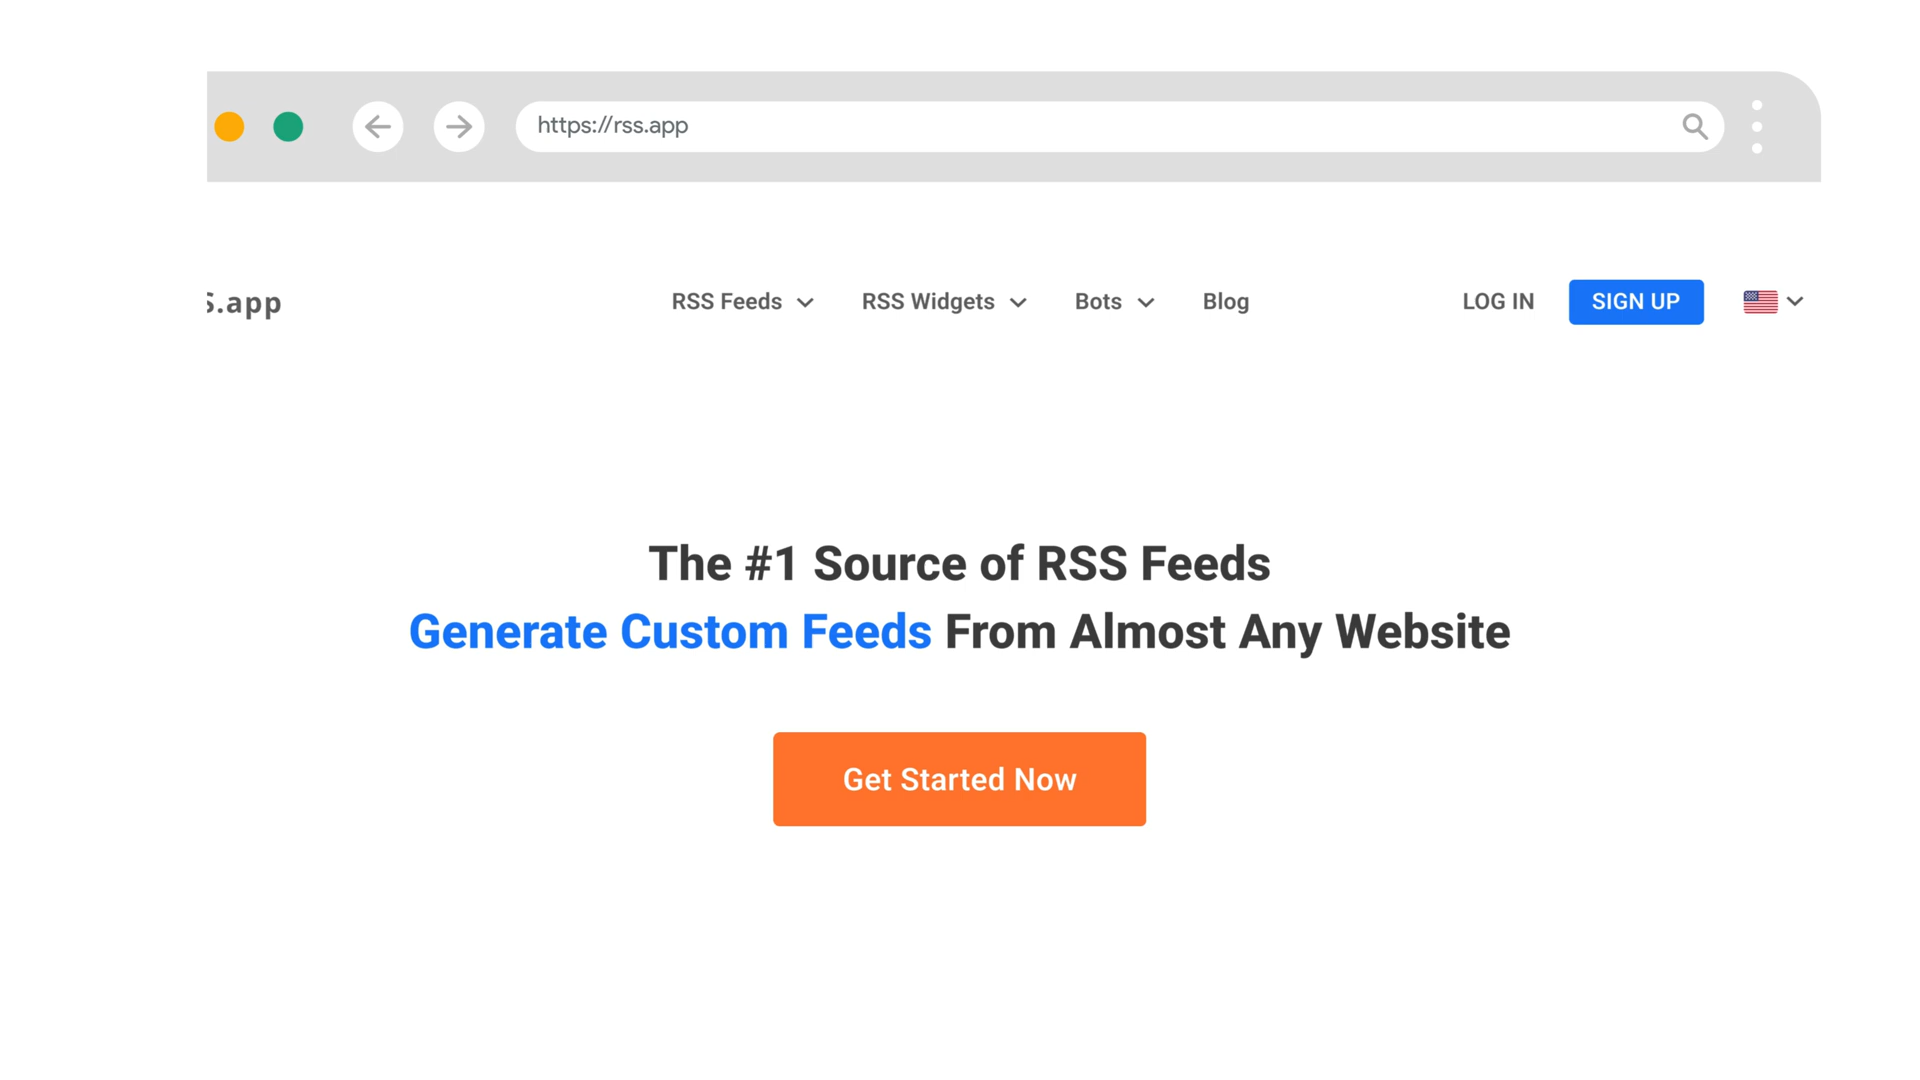 https://rss.app
S.app
RSS Feeds
RSS Widgets
Bots
Blog
LOG IN
SIGN UP
The #1 Source of RSS Feeds
Generate Custom Feeds From Almost Any Website
Get Started Now